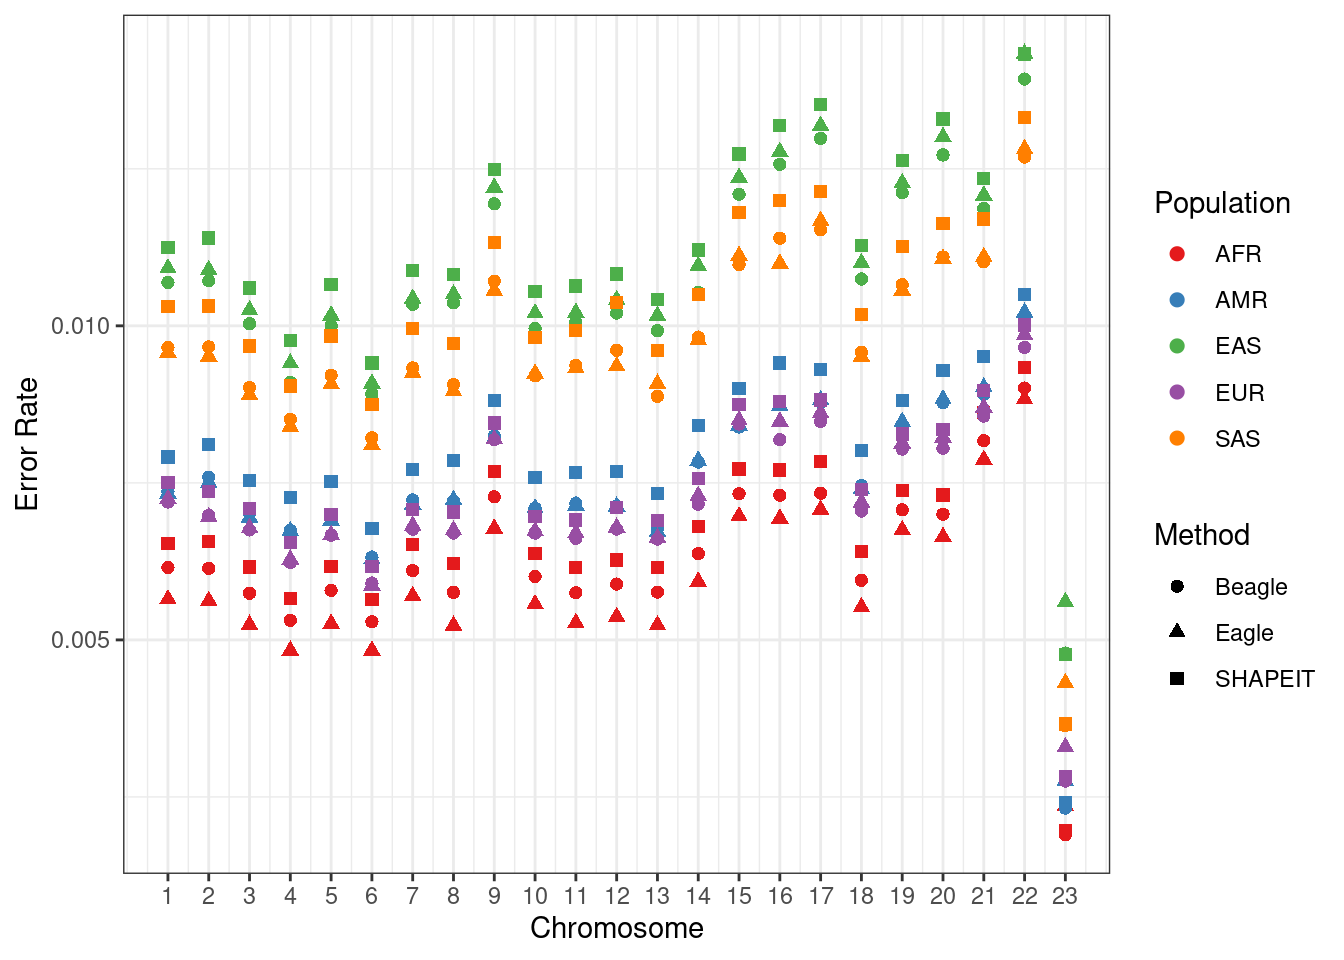 Error Rate
0.010
0.005
1 2 3 4 5 6 7 8 9 10 11 12 13 14 15 16 17 18 19 20 21 22 23
Chromosome
Population
AFR
AMR
EAS
EUR
SAS
Method
Beagle
Eagle
SHAPEIT